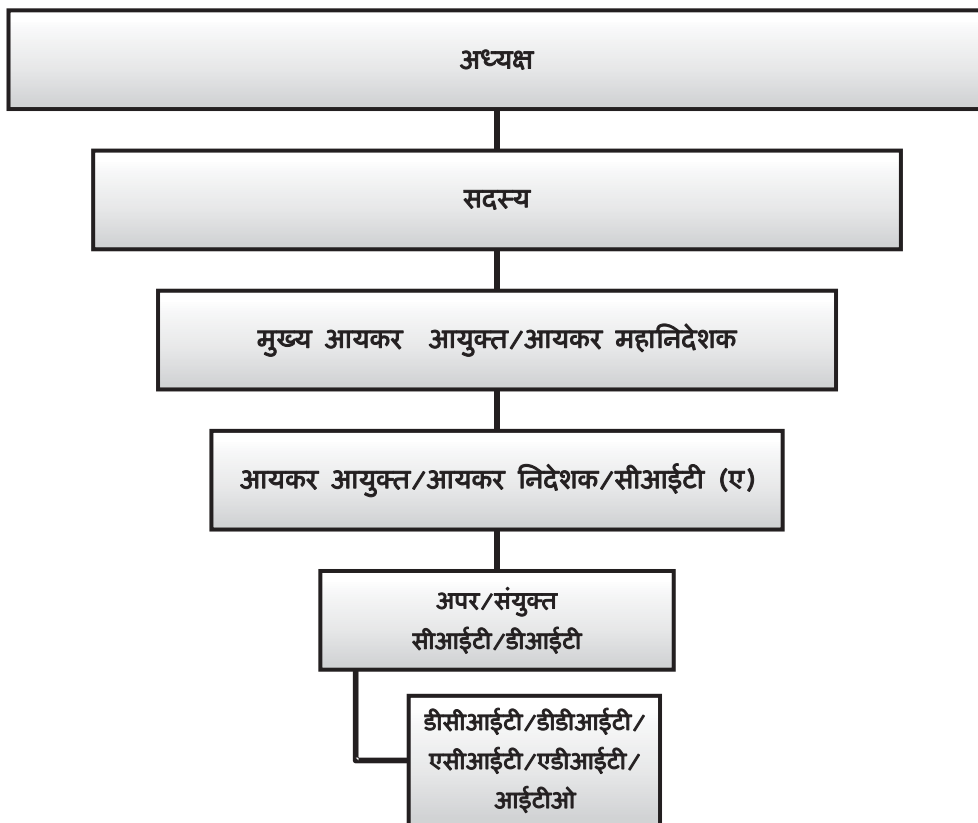 अध्यक्ष
सदस्य
मुख्य आयकर आयुक्त/आयकर महानिदेशक
आयकर आयुक्त/आयकर निदेशक/सीआईटी (ए)
अपर/संयुक्त
सीआईटी/डीआईटी
डीसीआईटी/डीडीआईटी/
एसीआईटी/एडीआईटी/
आईटीओ